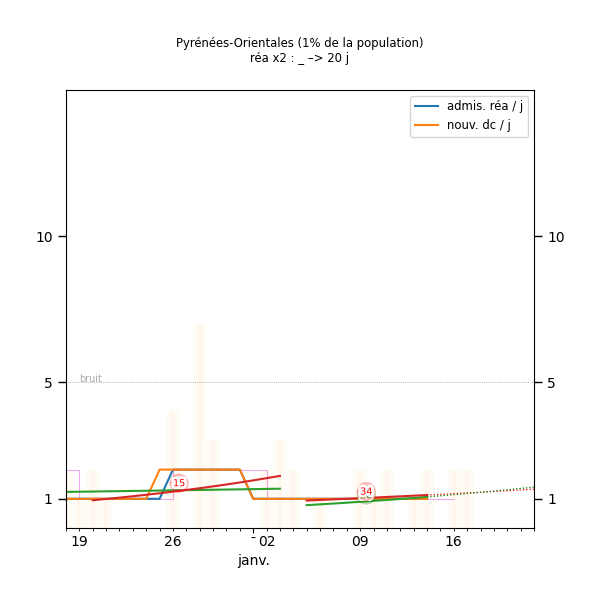 Pyrénées-Orientales (1% de la population)
réa x2 : _ –> 20 j
admis. réa / j
nouv. dc / j
10
10
bruit
5
5
15
34
1
1
19
26
02
09
16
janv.